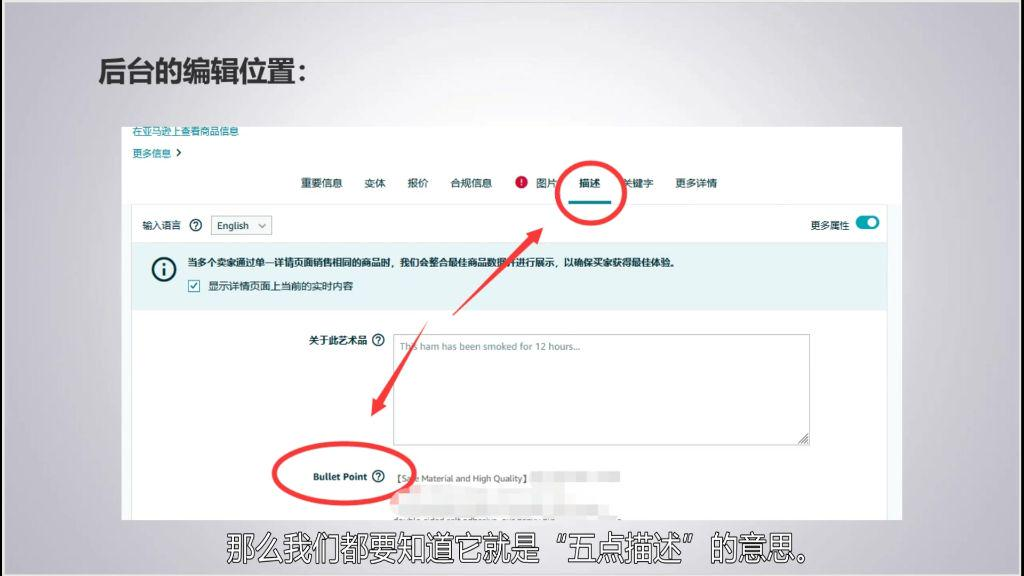 后台的编辑位置：
在亚马逊上查看商品信息
更多信息
重要信息 变体 报价 合规信息 图片 描述 关键字 更多详情
输入语言 English 更多属性
当多个卖家通过单一详情页面销售相同的商品时，我们会整合最佳商品数据并进行展示，以确保买家获得最佳体验。
显示详情页面上当前的实时内容
关于此艺术品
This ham has been smoked for 12 hours...
Bullet Point 【Safe Material and High Quality】
那么我们都要知道它就是“五点描述”的意思。